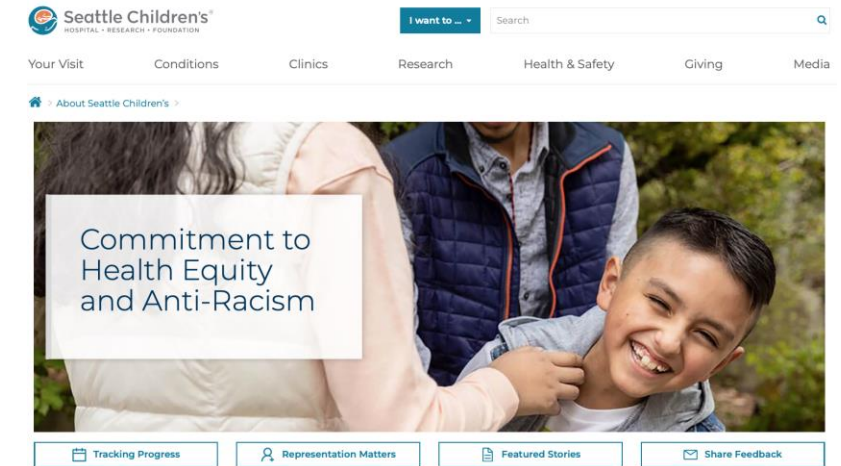 Seattle Children's®
HOSPITAL • RESEARCH • FOUNDATION
I want to ...
Search
Your Visit
Conditions
Clinics
Research
Health & Safety
Giving
Media
> About Seattle Children's >
Commitment to
Health Equity
and Anti-Racism
Tracking Progress
Representation Matters
Featured Stories
Share Feedback